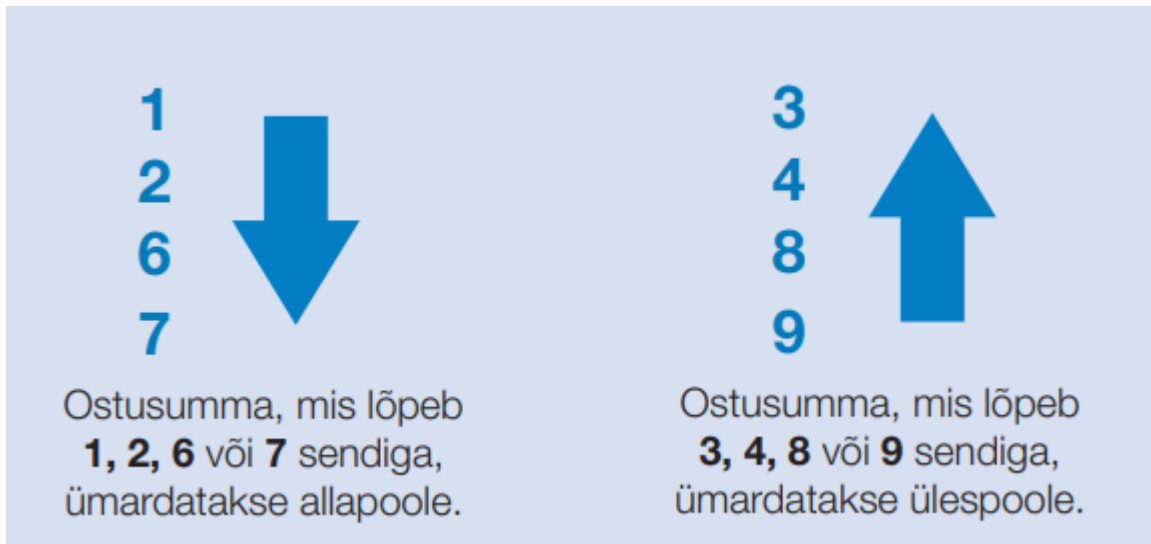 1
2
6
7
Ostusumma, mis lõpeb
1, 2, 6 või 7 sendiga,
ümardatakse allapoole.
3
4
8
9
Ostusumma, mis lõpeb
3, 4, 8 või 9 sendiga,
ümardatakse ülespoole.